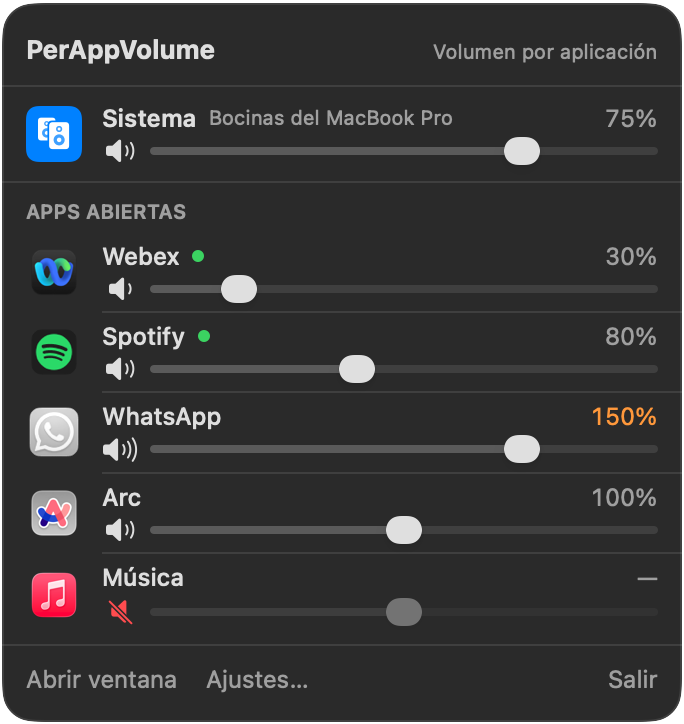 PerAppVolume Volumen por aplicación
Sistema Bocinas del MacBook Pro 75%
APPS ABIERTAS
Webex 30%
Spotify 80%
WhatsApp 150%
Arc 100%
Música —
Abrir ventana Ajustes... Salir